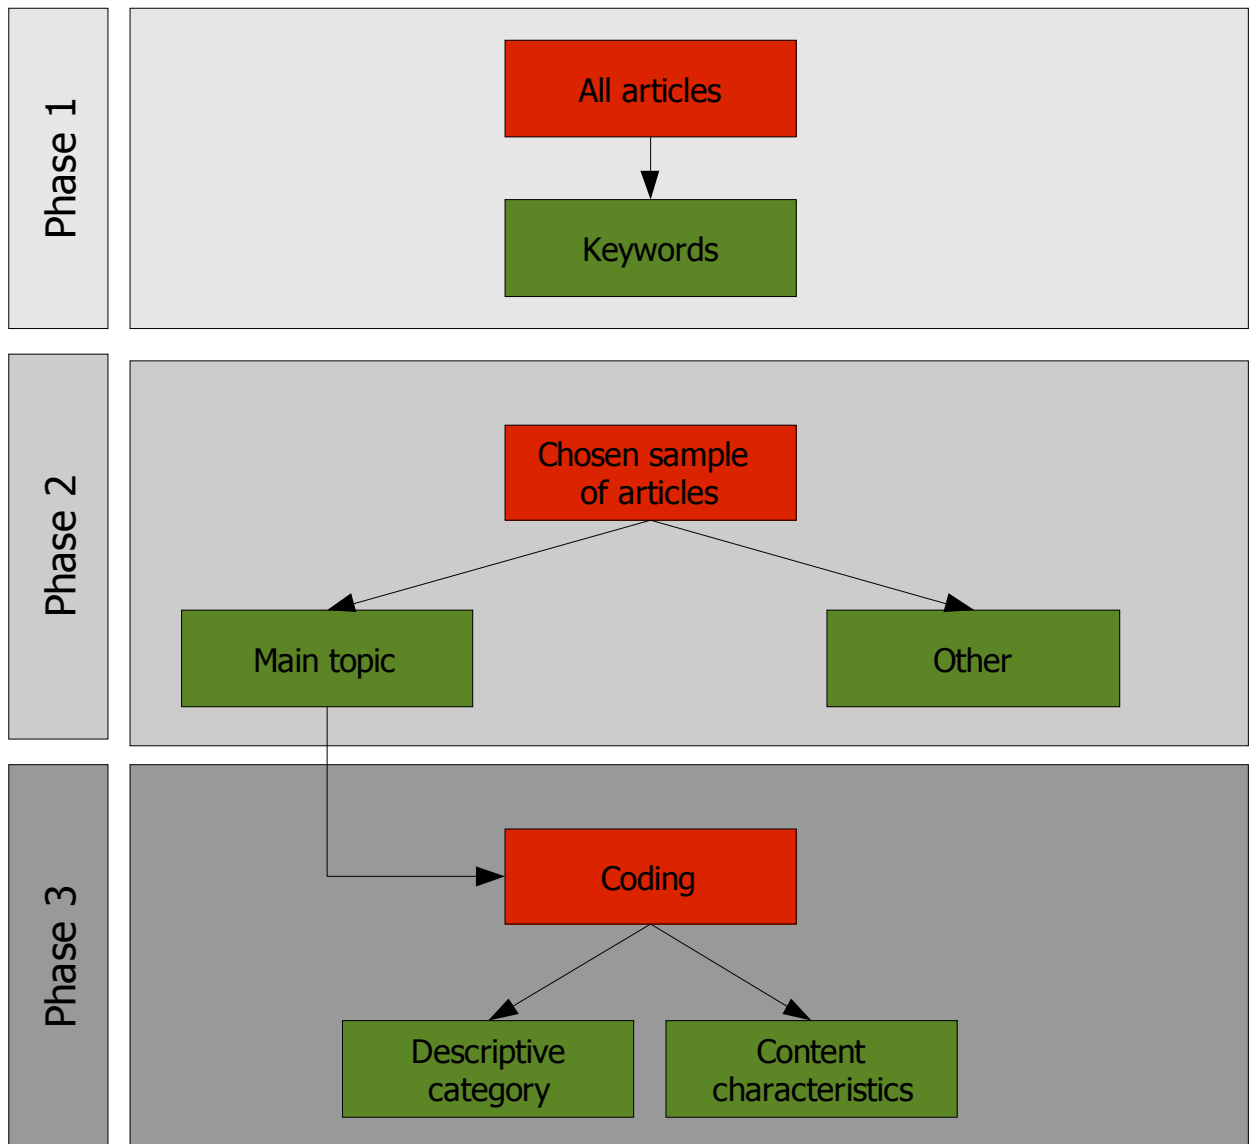 Phase 1
All articles
Keywords
Phase 2
Chosen sample
of articles
Main topic
Other
Phase 3
Coding
Descriptive
category
Content
characteristics